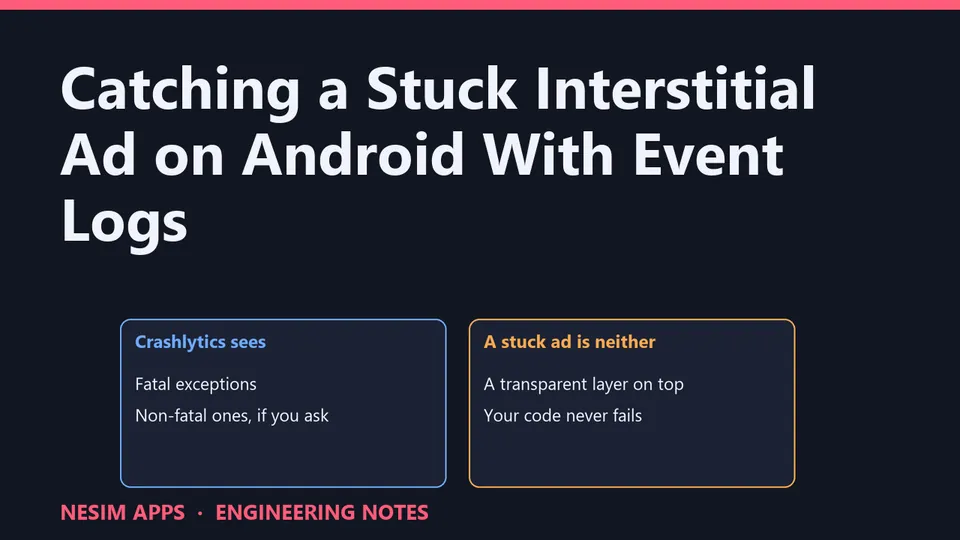 Catching a Stuck Interstitial
Ad on Android With Event
Logs
Crashlytics sees
Fatal exceptions
Non-fatal ones, if you ask
A stuck ad is neither
A transparent layer on top
Your code never fails
NESIM APPS · ENGINEERING NOTES